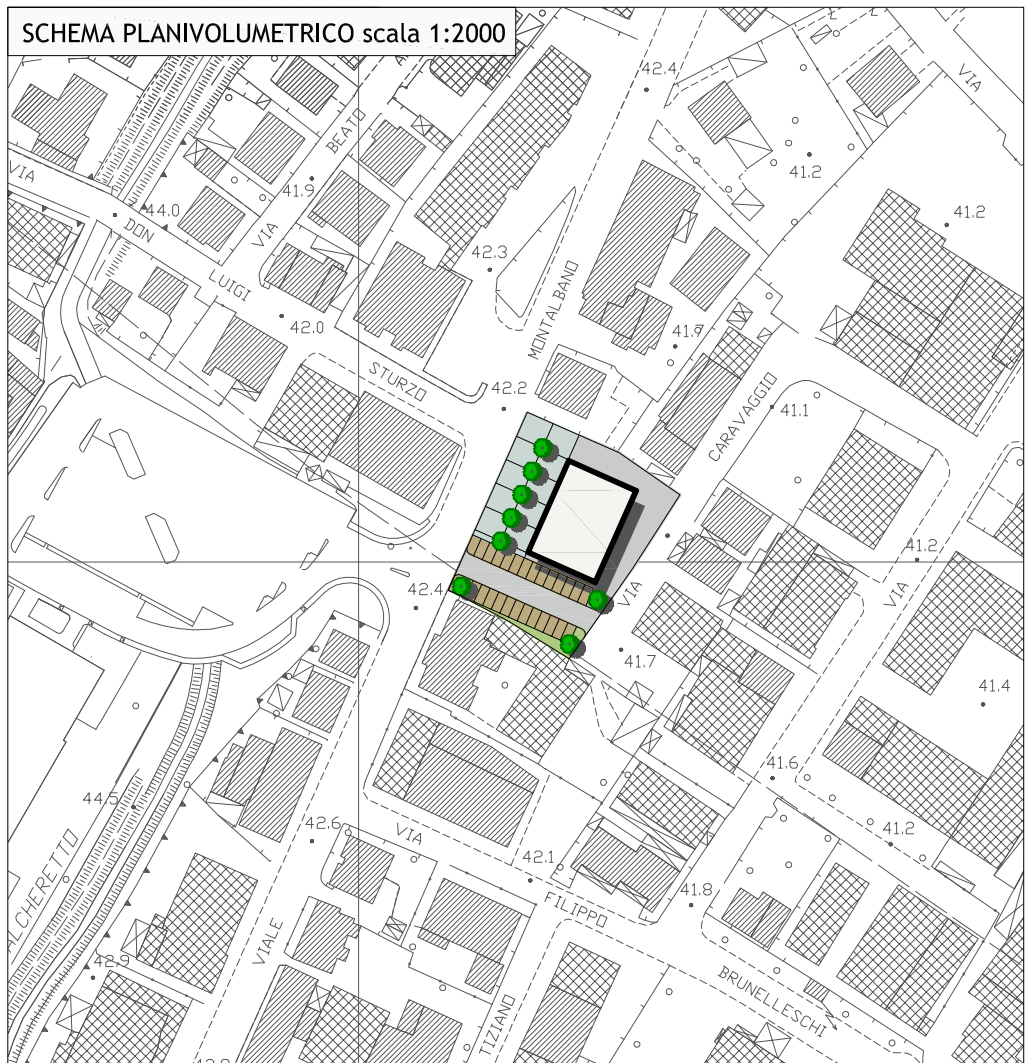 SCHEMA PLANIVOLUMETRICO scala 1:2000
42.4
VIA
BEATO
41.2
VIA
41.9
44.0
DON
VIA
41.2
42.3
LUIGI
MONTALBANO
42.0
41.7
STURZO
42.2
CARAVAGGIO
41.1
41.2
42.4
VIA
VIA
41.7
41.4
41.6
44.5
42.6
VIA
41.2
42.1
41.8
FILIPPO
VIALE
42.9
BRUNELLESCHI
TIZIANO